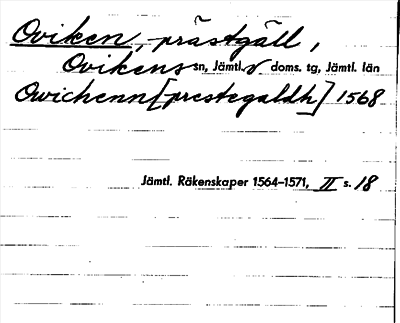 Oviken, prästgäll,
Ovikens sn, Jämtl. v doms. tg, Jämtl. län
Owichenn [prestegaldh] 1568
Jämtl. Räkenskaper 1564–1571, II s. 18